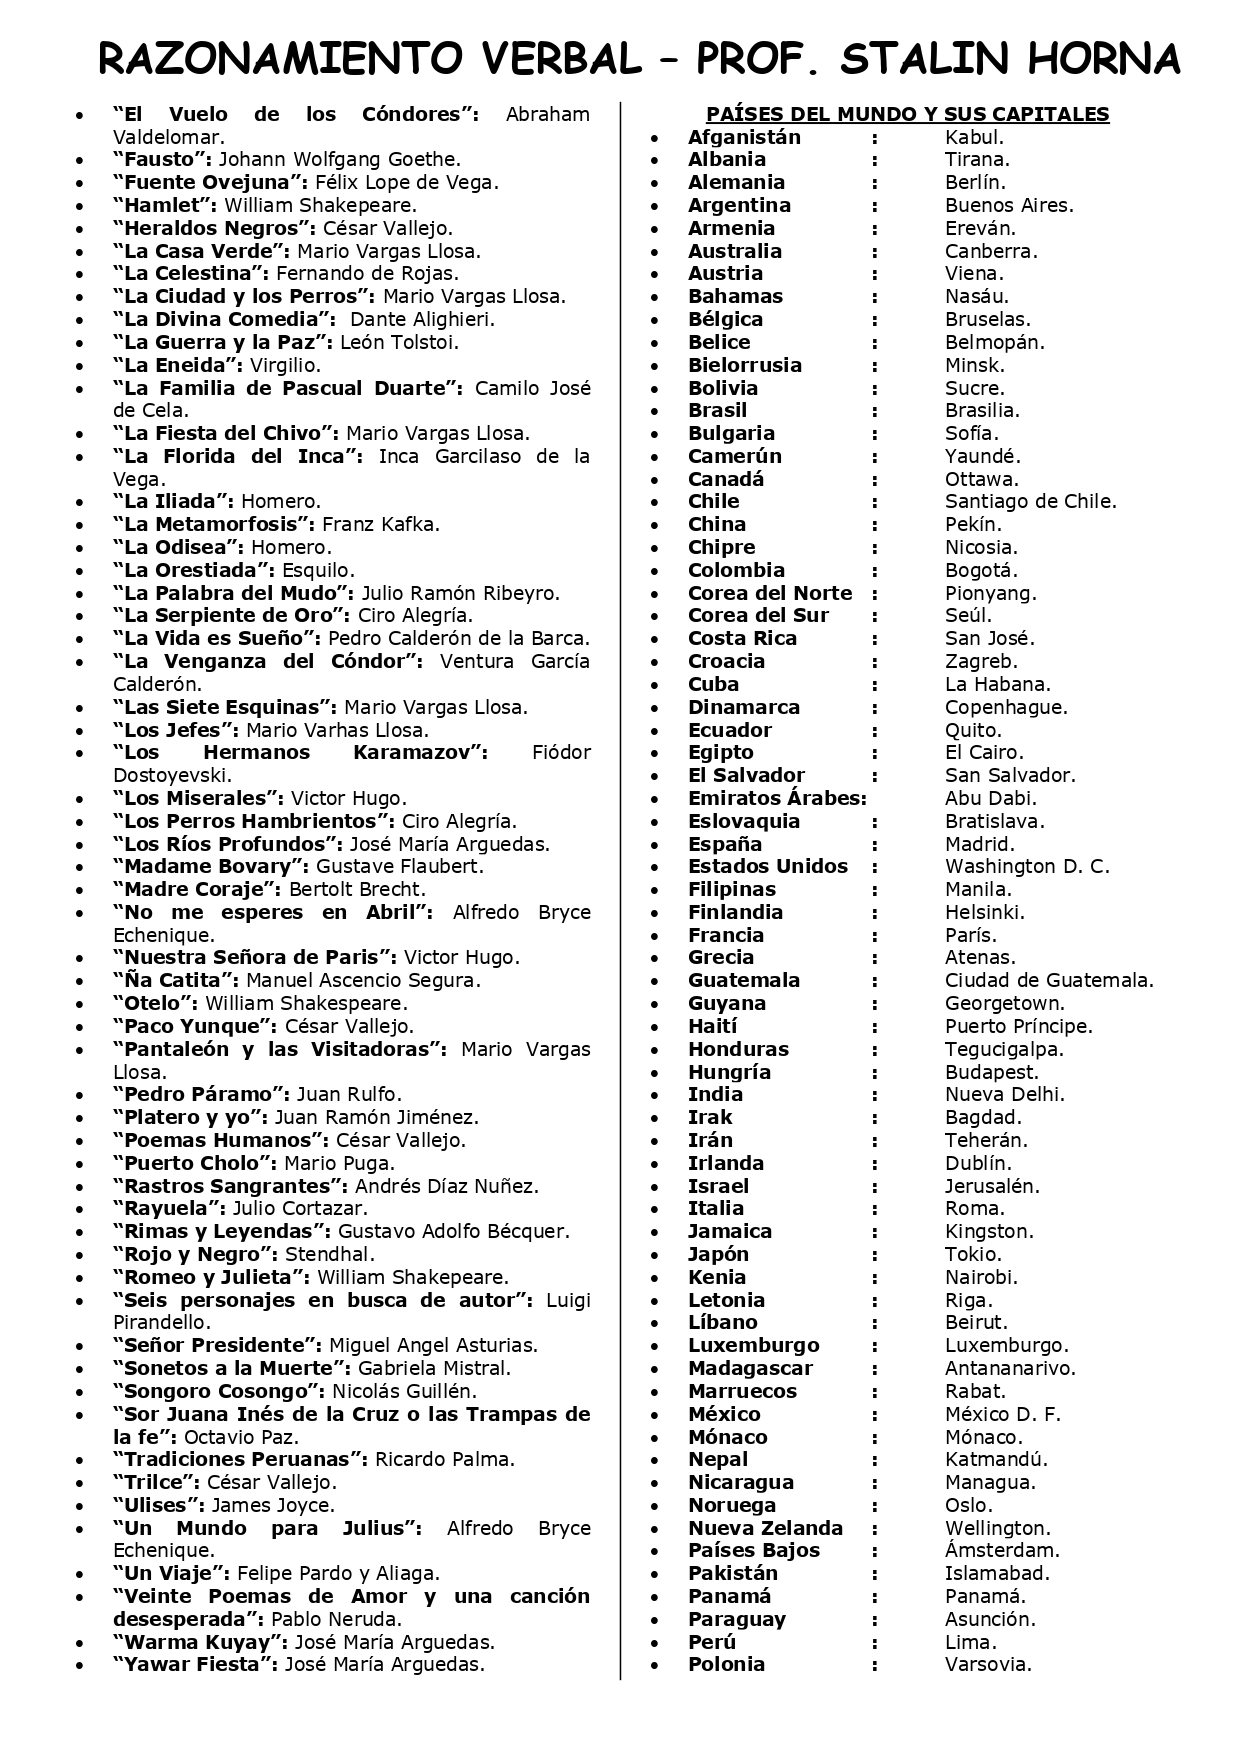 RAZONAMIENTO VERBAL – PROF. STALIN HORNA
• “El Vuelo de los Cóndores”: Abraham
Valdelomar.
• “Fausto”: Johann Wolfgang Goethe.
• “Fuente Ovejuna”: Félix Lope de Vega.
• “Hamlet”: William Shakepeare.
• “Heraldos Negros”: César Vallejo.
• “La Casa Verde”: Mario Vargas Llosa.
• “La Celestina”: Fernando de Rojas.
• “La Ciudad y los Perros”: Mario Vargas Llosa.
• “La Divina Comedia”: Dante Alighieri.
• “La Guerra y la Paz”: León Tolstoi.
• “La Eneida”: Virgilio.
• “La Familia de Pascual Duarte”: Camilo José
de Cela.
• “La Fiesta del Chivo”: Mario Vargas Llosa.
• “La Florida del Inca”: Inca Garcilaso de la
Vega.
• “La Iliada”: Homero.
• “La Metamorfosis”: Franz Kafka.
• “La Odisea”: Homero.
• “La Orestiada”: Esquilo.
• “La Palabra del Mudo”: Julio Ramón Ribeyro.
• “La Serpiente de Oro”: Ciro Alegría.
• “La Vida es Sueño”: Pedro Calderón de la Barca.
• “La Venganza del Cóndor”: Ventura García
Calderón.
• “Las Siete Esquinas”: Mario Vargas Llosa.
• “Los Jefes”: Mario Varhas Llosa.
• “Los Hermanos Karamazov”: Fiódor
Dostoyevski.
• “Los Miserales”: Victor Hugo.
• “Los Perros Hambrientos”: Ciro Alegría.
• “Los Ríos Profundos”: José María Arguedas.
• “Madame Bovary”: Gustave Flaubert.
• “Madre Coraje”: Bertolt Brecht.
• “No me esperes en Abril”: Alfredo Bryce
Echenique.
• “Nuestra Señora de Paris”: Victor Hugo.
• “Ña Catita”: Manuel Ascencio Segura.
• “Otelo”: William Shakespeare.
• “Paco Yunque”: César Vallejo.
• “Pantaleón y las Visitadoras”: Mario Vargas
Llosa.
• “Pedro Páramo”: Juan Rulfo.
• “Platero y yo”: Juan Ramón Jiménez.
• “Poemas Humanos”: César Vallejo.
• “Puerto Cholo”: Mario Puga.
• “Rastros Sangrantes”: Andrés Díaz Nuñez.
• “Rayuela”: Julio Cortazar.
• “Rimas y Leyendas”: Gustavo Adolfo Bécquer.
• “Rojo y Negro”: Stendhal.
• “Romeo y Julieta”: William Shakepeare.
• “Seis personajes en busca de autor”: Luigi
Pirandello.
• “Señor Presidente”: Miguel Angel Asturias.
• “Sonetos a la Muerte”: Gabriela Mistral.
• “Songoro Cosongo”: Nicolás Guillén.
• “Sor Juana Inés de la Cruz o las Trampas de
la fe”: Octavio Paz.
• “Tradiciones Peruanas”: Ricardo Palma.
• “Trilce”: César Vallejo.
• “Ulises”: James Joyce.
• “Un Mundo para Julius”: Alfredo Bryce
Echenique.
• “Un Viaje”: Felipe Pardo y Aliaga.
• “Veinte Poemas de Amor y una canción
desesperada”: Pablo Neruda.
• “Warma Kuyay”: José María Arguedas.
• “Yawar Fiesta”: José María Arguedas.
PAÍSES DEL MUNDO Y SUS CAPITALES
• Afganistán : Kabul.
• Albania : Tirana.
• Alemania : Berlín.
• Argentina : Buenos Aires.
• Armenia : Ereván.
• Australia : Canberra.
• Austria : Viena.
• Bahamas : Nasáu.
• Bélgica : Bruselas.
• Belice : Belmopán.
• Bielorrusia : Minsk.
• Bolivia : Sucre.
• Brasil : Brasilia.
• Bulgaria : Sofía.
• Camerún : Yaundé.
• Canadá : Ottawa.
• Chile : Santiago de Chile.
• China : Pekín.
• Chipre : Nicosia.
• Colombia : Bogotá.
• Corea del Norte : Pionyang.
• Corea del Sur : Seúl.
• Costa Rica : San José.
• Croacia : Zagreb.
• Cuba : La Habana.
• Dinamarca : Copenhague.
• Ecuador : Quito.
• Egipto : El Cairo.
• El Salvador : San Salvador.
• Emiratos Árabes: Abu Dabi.
• Eslovaquia : Bratislava.
• España : Madrid.
• Estados Unidos : Washington D. C.
• Filipinas : Manila.
• Finlandia : Helsinki.
• Francia : París.
• Grecia : Atenas.
• Guatemala : Ciudad de Guatemala.
• Guyana : Georgetown.
• Haití : Puerto Príncipe.
• Honduras : Tegucigalpa.
• Hungría : Budapest.
• India : Nueva Delhi.
• Irak : Bagdad.
• Irán : Teherán.
• Irlanda : Dublín.
• Israel : Jerusalén.
• Italia : Roma.
• Jamaica : Kingston.
• Japón : Tokio.
• Kenia : Nairobi.
• Letonia : Riga.
• Líbano : Beirut.
• Luxemburgo : Luxemburgo.
• Madagascar : Antananarivo.
• Marruecos : Rabat.
• México : México D. F.
• Mónaco : Mónaco.
• Nepal : Katmandú.
• Nicaragua : Managua.
• Noruega : Oslo.
• Nueva Zelanda : Wellington.
• Países Bajos : Ámsterdam.
• Pakistán : Islamabad.
• Panamá : Panamá.
• Paraguay : Asunción.
• Perú : Lima.
• Polonia : Varsovia.